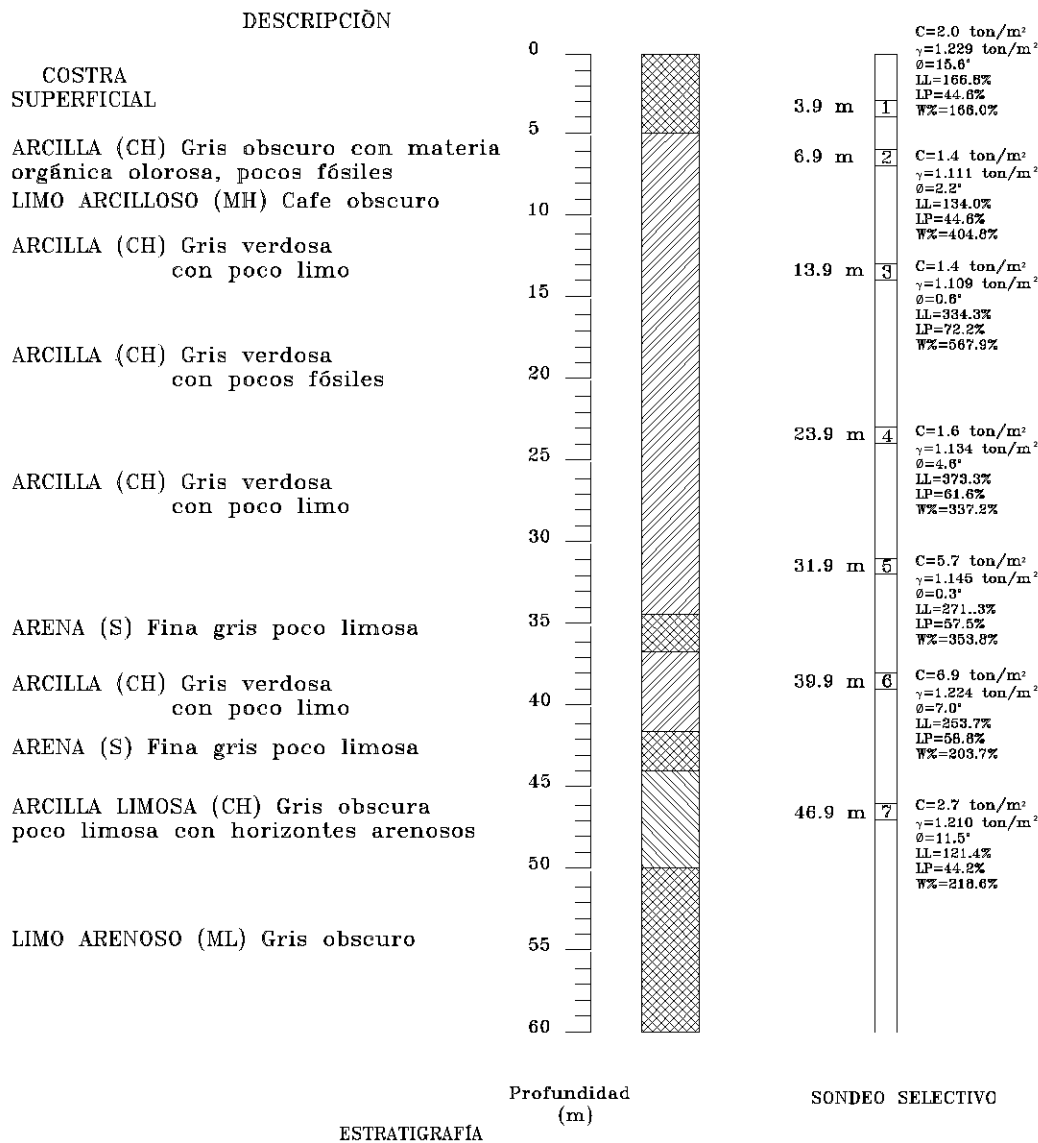 DESCRIPCIÕN
COSTRA
SUPERFICIAL
ARCILLA (CH) Gris obscuro con materia
orgánica olorosa, pocos fósiles
LIMO ARCILLOSO (MH) Cafe obscuro
ARCILLA (CH) Gris verdosa
con poco limo
ARCILLA (CH) Gris verdosa
con pocos fósiles
ARCILLA (CH) Gris verdosa
con poco limo
ARENA (S) Fina gris poco limosa
ARCILLA (CH) Gris verdosa
con poco limo
ARENA (S) Fina gris poco limosa
ARCILLA LIMOSA (CH) Gris obscura
poco limosa con horizontes arenosos
LIMO ARENOSO (ML) Gris obscuro
0
5
10
15
20
25
30
35
40
45
50
55
60
Profundidad
(m)
ESTRATIGRAFÍA
3.9 m 1
C=2.0 ton/m²
γ=1.229 ton/m²
Ø=15.6°
LL=166.8%
LP=44.6%
W%=166.0%
6.9 m 2
C=1.4 ton/m²
γ=1.111 ton/m²
Ø=2.2°
LL=134.0%
LP=44.6%
W%=404.8%
13.9 m 3
C=1.4 ton/m²
γ=1.109 ton/m²
Ø=0.6°
LL=334.3%
LP=72.2%
W%=567.9%
23.9 m 4
C=1.6 ton/m²
γ=1.134 ton/m²
Ø=4.6°
LL=373.3%
LP=61.6%
W%=337.2%
31.9 m 5
C=5.7 ton/m²
γ=1.145 ton/m²
Ø=0.3°
LL=271..3%
LP=57.5%
W%=353.8%
39.9 m 6
C=6.9 ton/m²
γ=1.224 ton/m²
Ø=7.0°
LL=253.7%
LP=58.8%
W%=203.7%
46.9 m 7
C=2.7 ton/m²
γ=1.210 ton/m²
Ø=11.5°
LL=121.4%
LP=44.2%
W%=218.6%
SONDEO SELECTIVO